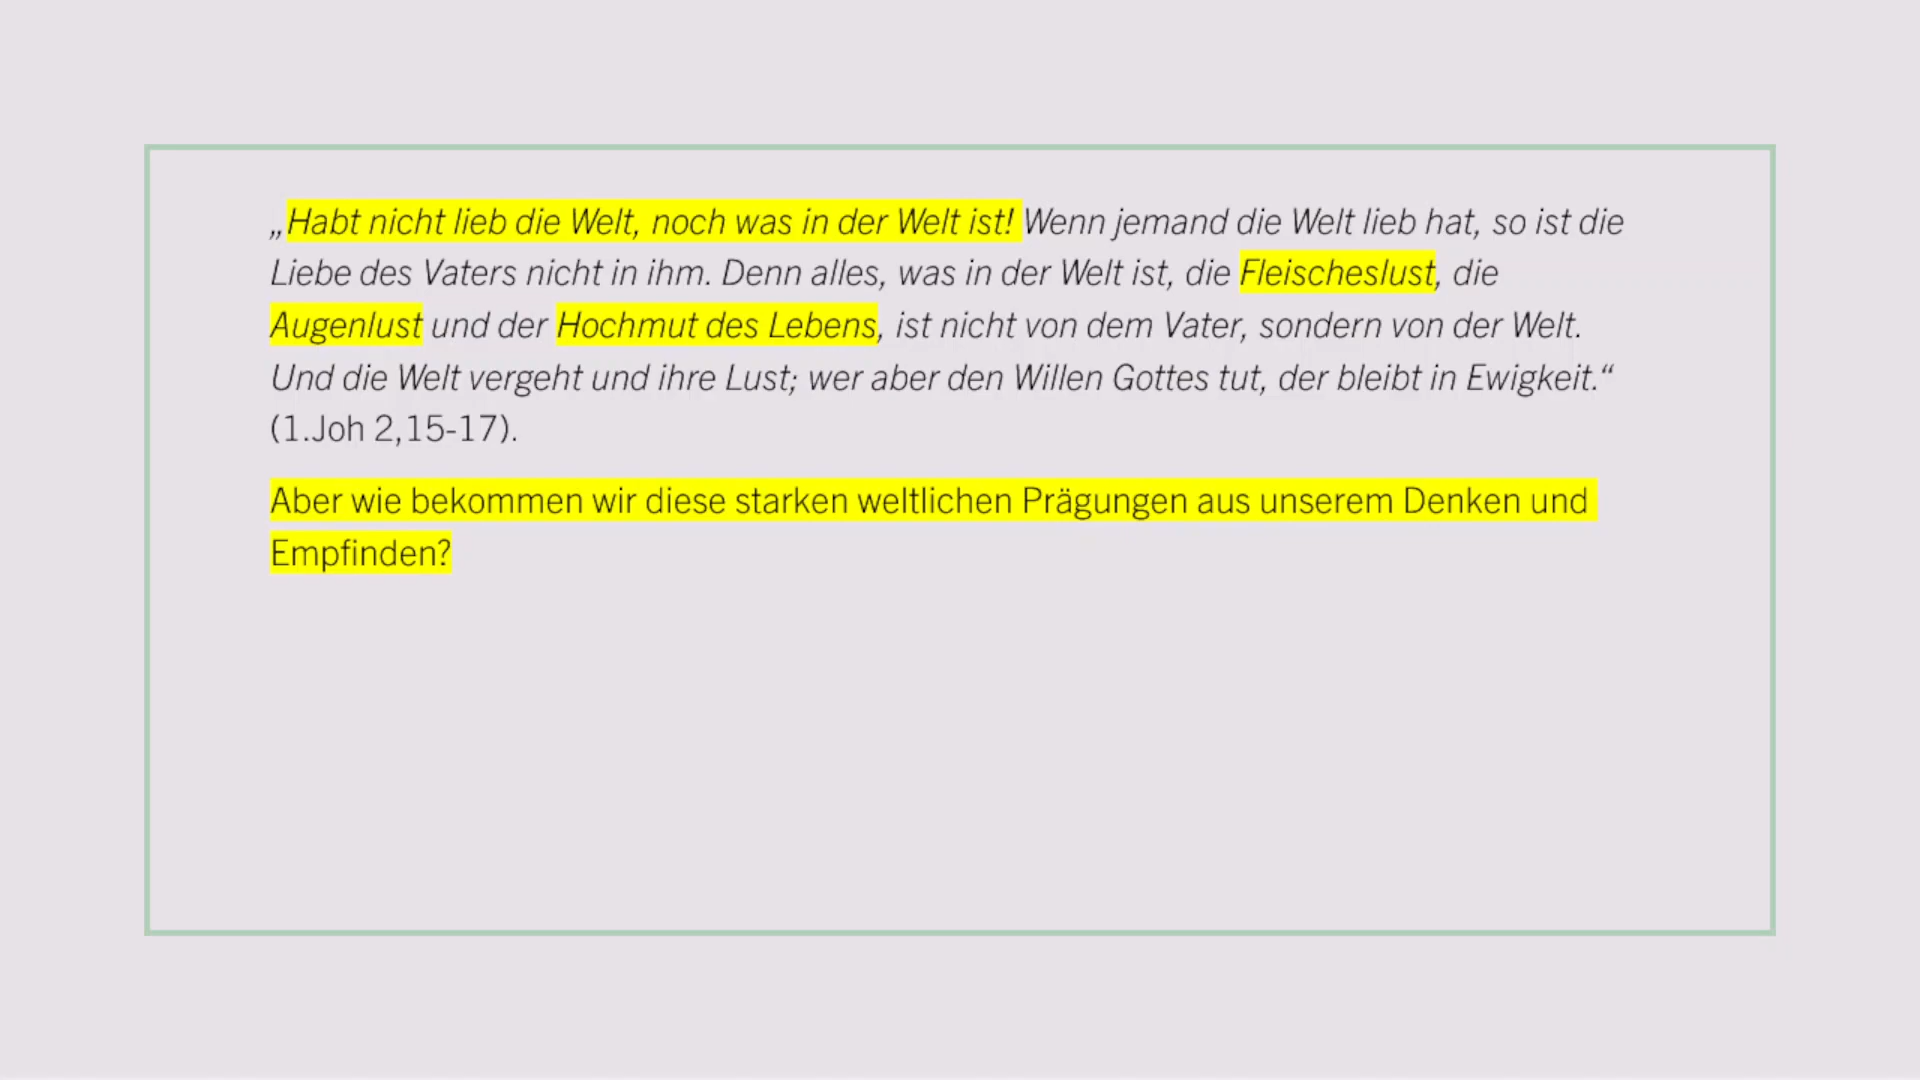 „Habt nicht lieb die Welt, noch was in der Welt ist! Wenn jemand die Welt lieb hat, so ist die
Liebe des Vaters nicht in ihm. Denn alles, was in der Welt ist, die Fleischeslust, die
Augenlust und der Hochmut des Lebens, ist nicht von dem Vater, sondern von der Welt.
Und die Welt vergeht und ihre Lust; wer aber den Willen Gottes tut, der bleibt in Ewigkeit.“
(1.Joh 2,15-17).
Aber wie bekommen wir diese starken weltlichen Prägungen aus unserem Denken und
Empfinden?